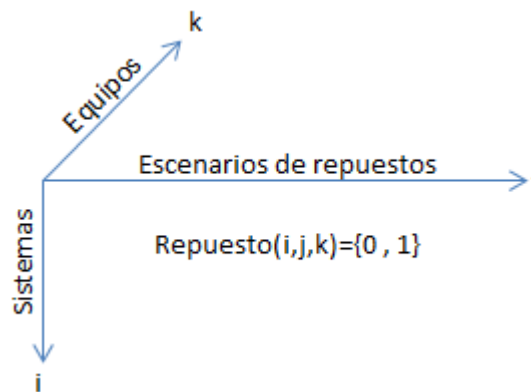 k
Equipos
Escenarios de repuestos
Sistemas
Repuesto(i,j,k)={0 , 1}
i